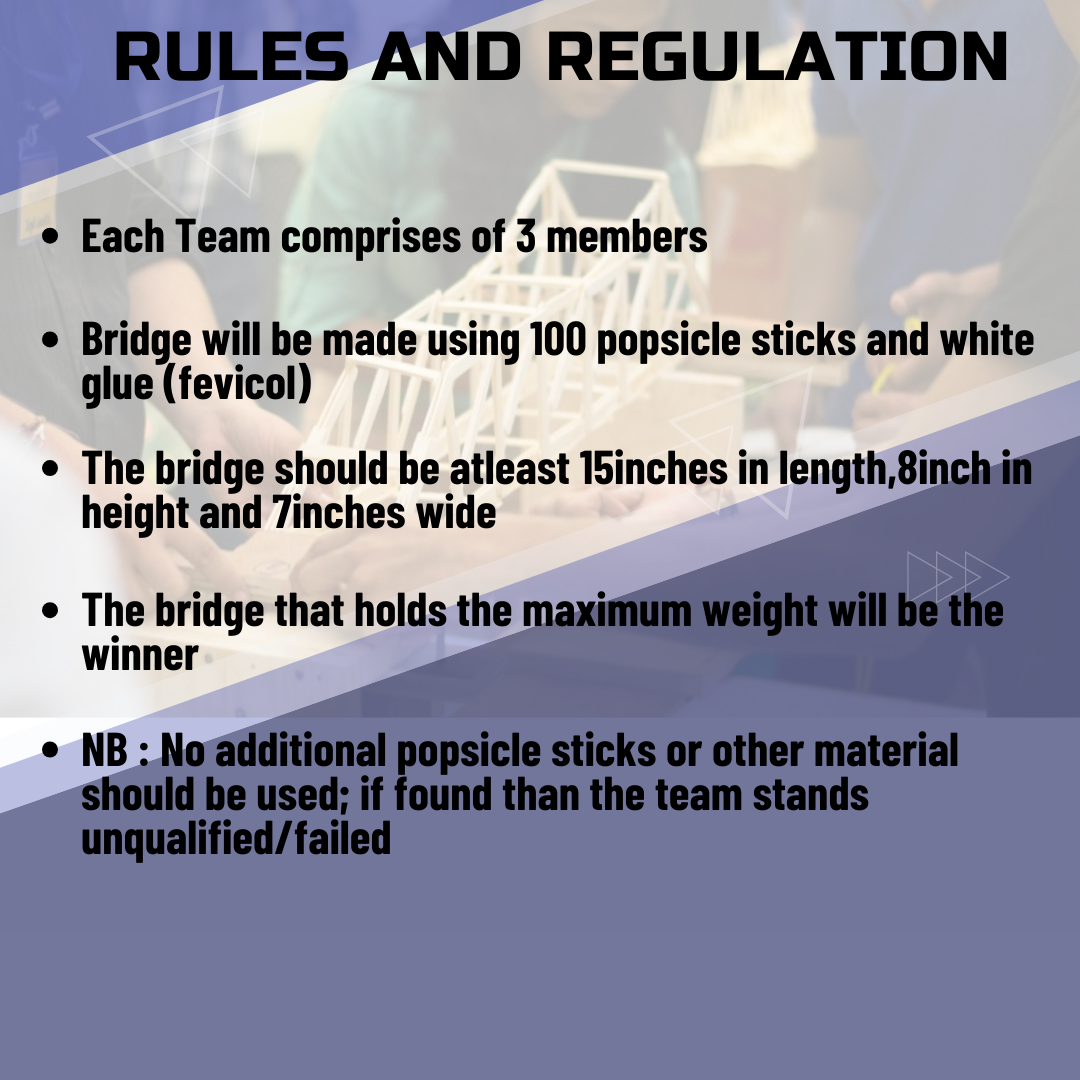 RULES AND REGULATION
• Each Team comprises of 3 members
• Bridge will be made using 100 popsicle sticks and white
glue (fevicol)
• The bridge should be atleast 15inches in length,8inch in
height and 7inches wide
• The bridge that holds the maximum weight will be the
winner
• NB : No additional popsicle sticks or other material
should be used; if found than the team stands
unqualified/failed